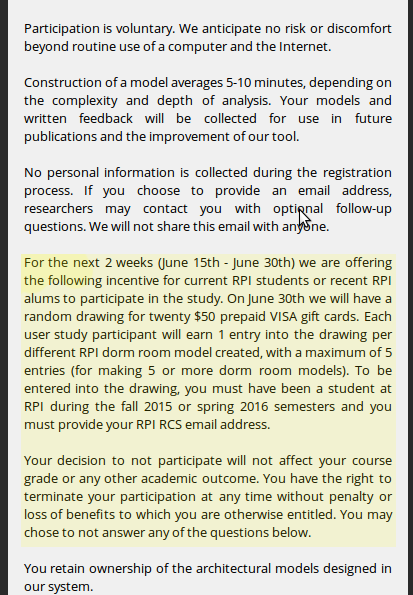 Participation is voluntary. We anticipate no risk or discomfort
beyond routine use of a computer and the Internet.
Construction of a model averages 5-10 minutes, depending on
the complexity and depth of analysis. Your models and
written feedback will be collected for use in future
publications and the improvement of our tool.
No personal information is collected during the registration
process. If you choose to provide an email address,
researchers may contact you with optional follow-up
questions. We will not share this email with anyone.
For the next 2 weeks (June 15th - June 30th) we are offering
the following incentive for current RPI students or recent RPI
alums to participate in the study. On June 30th we will have a
random drawing for twenty $50 prepaid VISA gift cards. Each
user study participant will earn 1 entry into the drawing per
different RPI dorm room model created, with a maximum of 5
entries (for making 5 or more dorm room models). To be
entered into the drawing, you must have been a student at
RPI during the fall 2015 or spring 2016 semesters and you
must provide your RPI RCS email address.
Your decision to not participate will not affect your course
grade or any other academic outcome. You have the right to
terminate your participation at any time without penalty or
loss of benefits to which you are otherwise entitled. You may
chose to not answer any of the questions below.
You retain ownership of the architectural models designed in
our system.